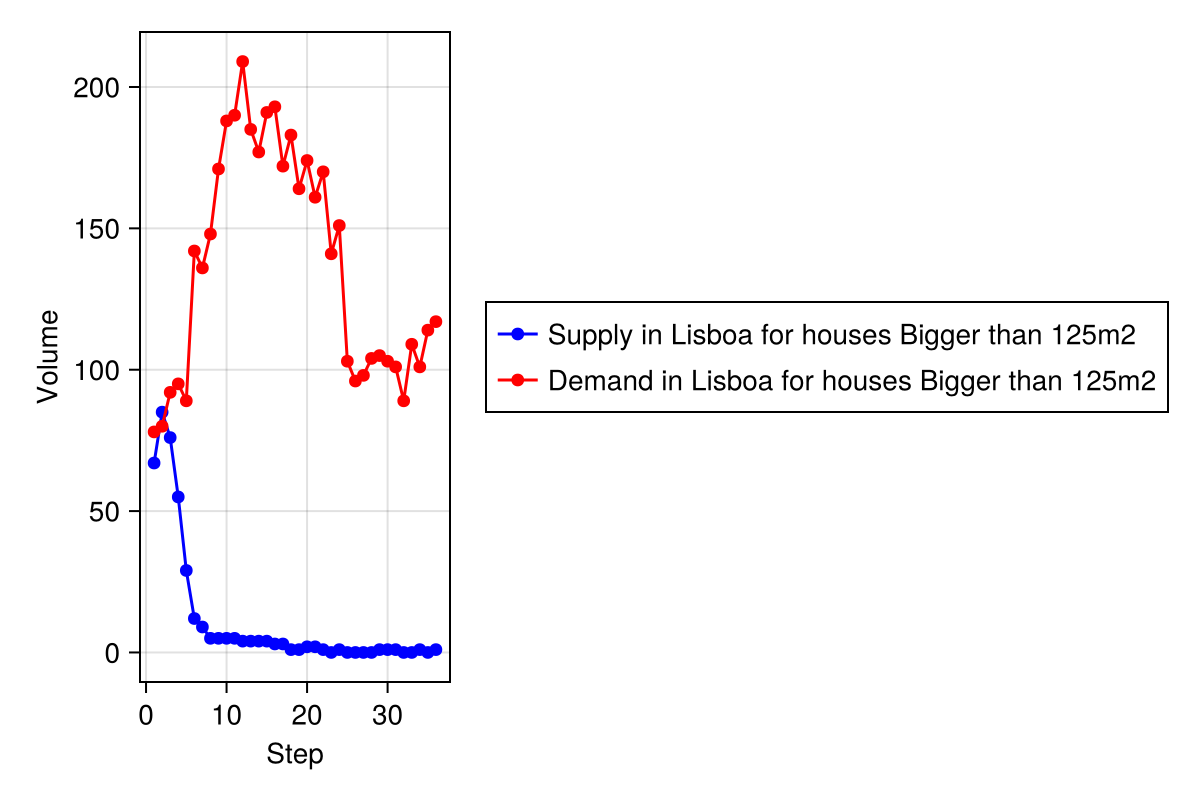 200
150
100
50
0
Volume
0 10 20 30
Step
Supply in Lisboa for houses Bigger than 125m2
Demand in Lisboa for houses Bigger than 125m2